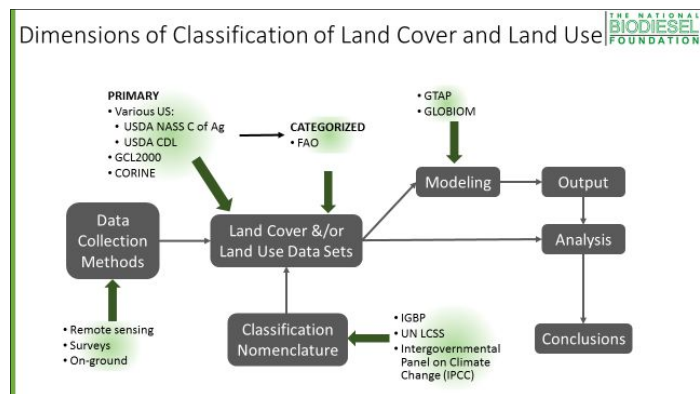 Dimensions of Classification of Land Cover and Land Use
THE NATIONAL
BIODIESEL
FOUNDATION
PRIMARY
• Various US:
• USDA NASS C of Ag
• USDA CDL
• GCL2000
• CORINE
CATEGORIZED
• FAO
• GTAP
• GLOBIOM
Modeling
Output
Data
Collection
Methods
Land Cover &/or
Land Use Data Sets
Analysis
• Remote sensing
• Surveys
• On-ground
Classification
Nomenclature
• IGBP
• UN LCSS
• Intergovernmental
Panel on Climate
Change (IPCC)
Conclusions